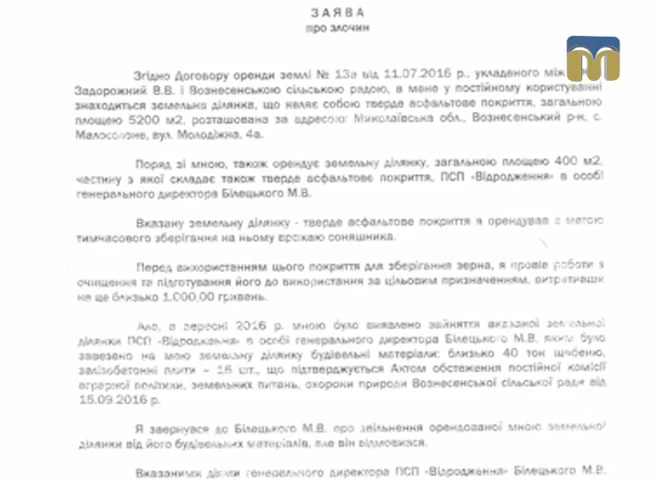 ЗАЯВА
про злочин
Згідно Договору оренди землі № 13а від 11.07.2016 р., укладеного між
Задорожний В.В. і Вознесенською сільською радою, в мене у постійному користуванні
знаходиться земельна ділянка, що являє собою тверде асфальтове покриття, загальною
площею 5200 м2, розташована за адресою: Миколаївська обл., Вознесенський р-н, с.
Малосолоне, вул. Молодіжна, 4а.
Поряд зі мною, також орендує земельну ділянку, загальною площею 400 м2,
частину з якої складає також тверде асфальтове покриття, ПСП «Відродження» в особі
генерального директора Білецького М.В.
Вказану земельну ділянку - тверде асфальтове покриття я орендував з метою
тимчасового зберігання на ньому врожаю соняшника.
Перед використанням цього покриття для зберігання зерна, я провів роботи з
очищення та підготування його до використання за цільовим призначенням, витративши
на це близько 1.000,00 гривень.
Але, в вересні 2016 р. мною було виявлено зайняття вказаної земельної
ділянки ПСП «Відродження» в особі генерального директора Білецького М.В. яким було
завезено на мою земельну ділянку будівельні матеріали: близько 40 тон щебеню,
залізобетонні плити – 15 шт., що підтверджується Актом обстеження постійної комісії
аграрної політики, земельних питань, охорони природи Вознесенської сільської ради від
15.09.2016 р.
Я звернувся до Білецького М.В. про звільнення орендованої мною земельної
ділянки від його будівельних матеріалів, але він відмовився.
Вказаними діями генерального директора ПСП «Відродження» Білецького М.В.